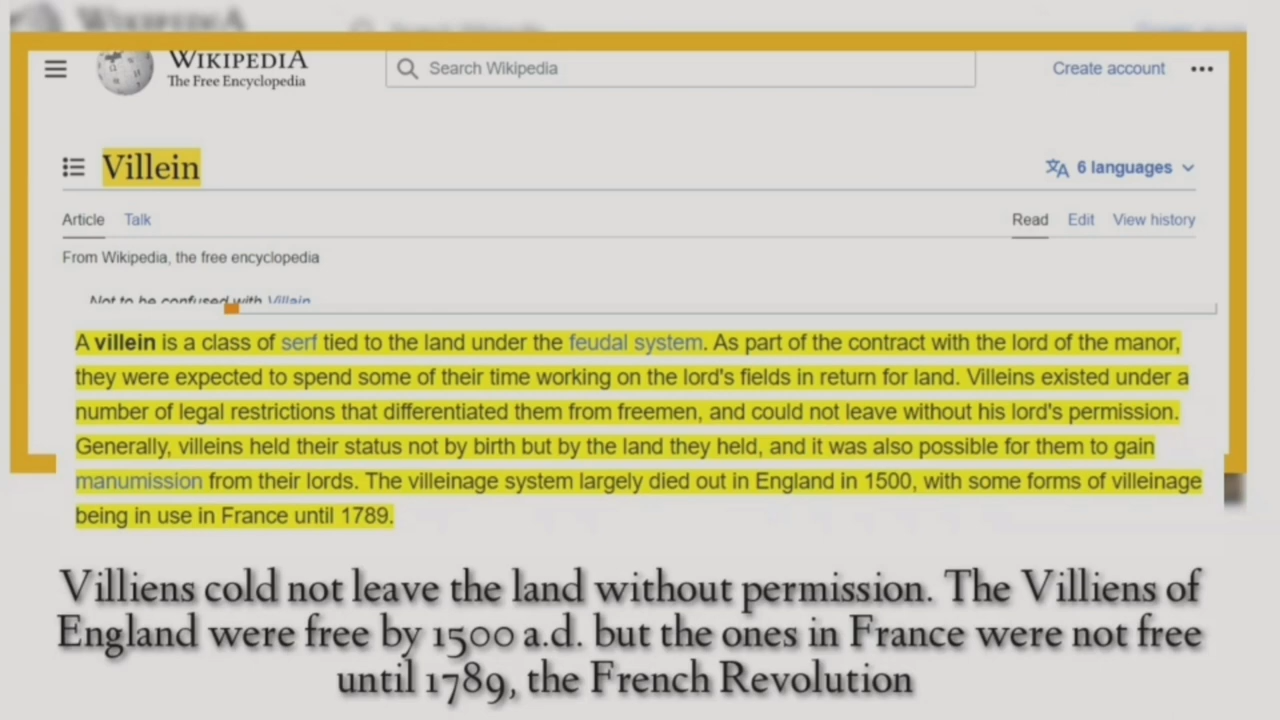 WIKIPEDIA
The Free Encyclopedia
Search Wikipedia
Create account
Villein
6 languages
Article Talk
Read Edit View history
From Wikipedia, the free encyclopedia
Not to be confused with Villain
A villein is a class of serf tied to the land under the feudal system. As part of the contract with the lord of the manor,
they were expected to spend some of their time working on the lord's fields in return for land. Villeins existed under a
number of legal restrictions that differentiated them from freemen, and could not leave without his lord's permission.
Generally, villeins held their status not by birth but by the land they held, and it was also possible for them to gain
manumission from their lords. The villeinage system largely died out in England in 1500, with some forms of villeinage
being in use in France until 1789.
Villiens cold not leave the land without permission. The Villiens of
England were free by 1500 a.d. but the ones in France were not free
until 1789, the French Revolution